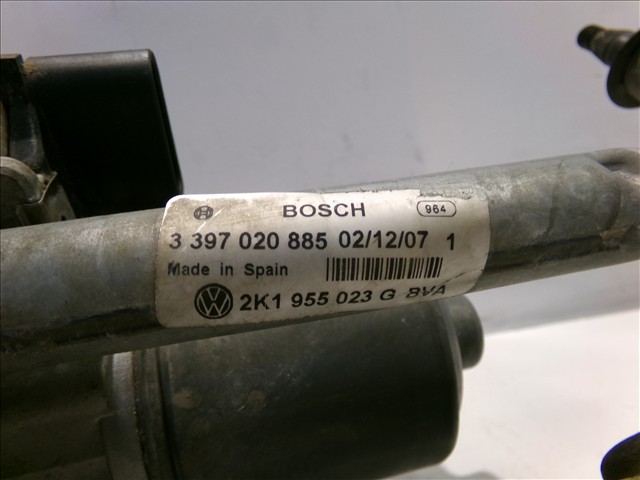 BOSCH 964
3 397 020 885 02/12/07 1
Made in Spain
2K1 955 023 G 8VA